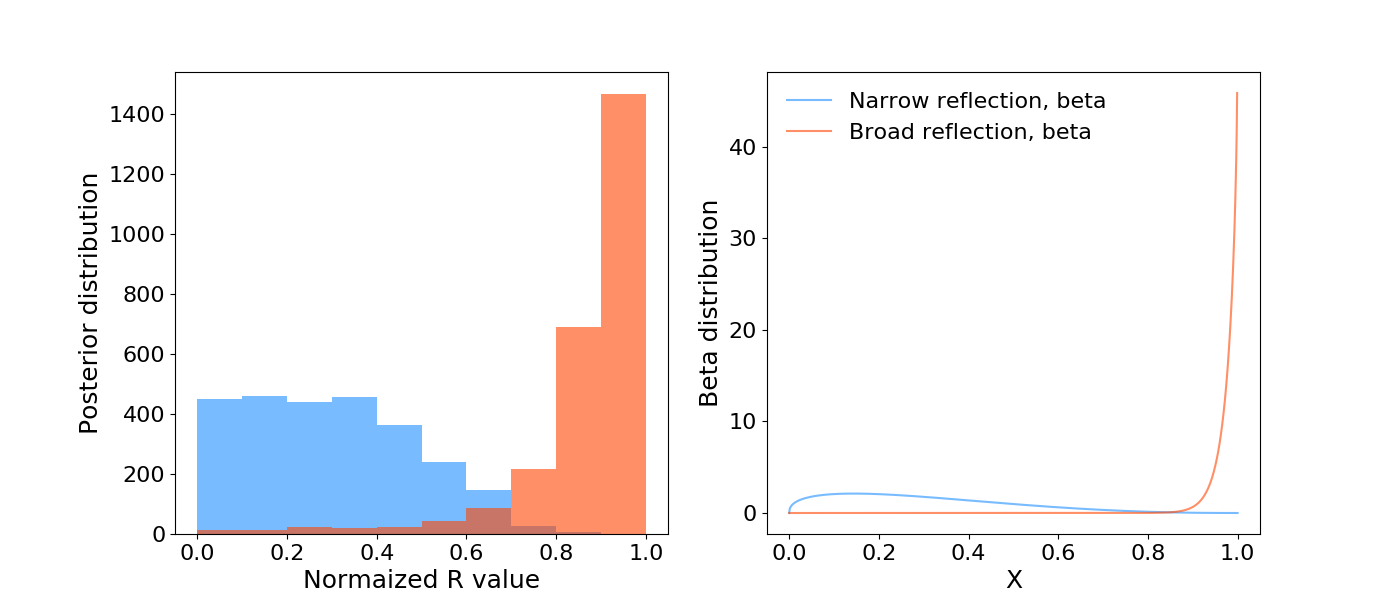 Posterior distribution
1400
1200
1000
800
600
400
200
0
0.0 0.2 0.4 0.6 0.8 1.0
Normaized R value
Beta distribution
40
30
20
10
0
Narrow reflection, beta
Broad reflection, beta
0.0 0.2 0.4 0.6 0.8 1.0
X